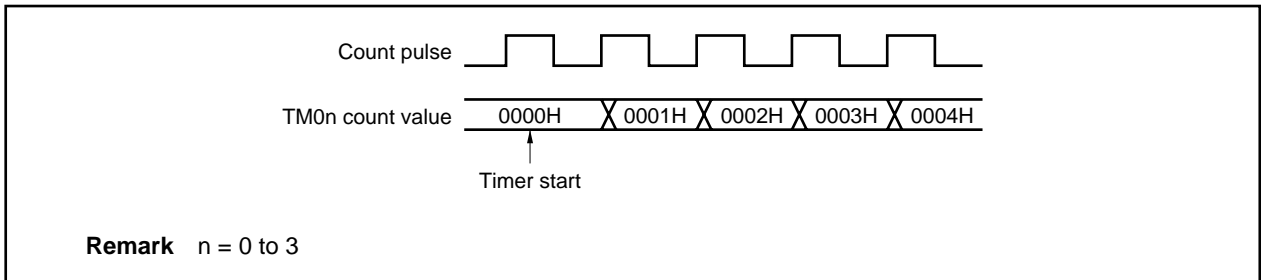 Count pulse
TM0n count value 0000H 0001H 0002H 0003H 0004H
Timer start
Remark n = 0 to 3